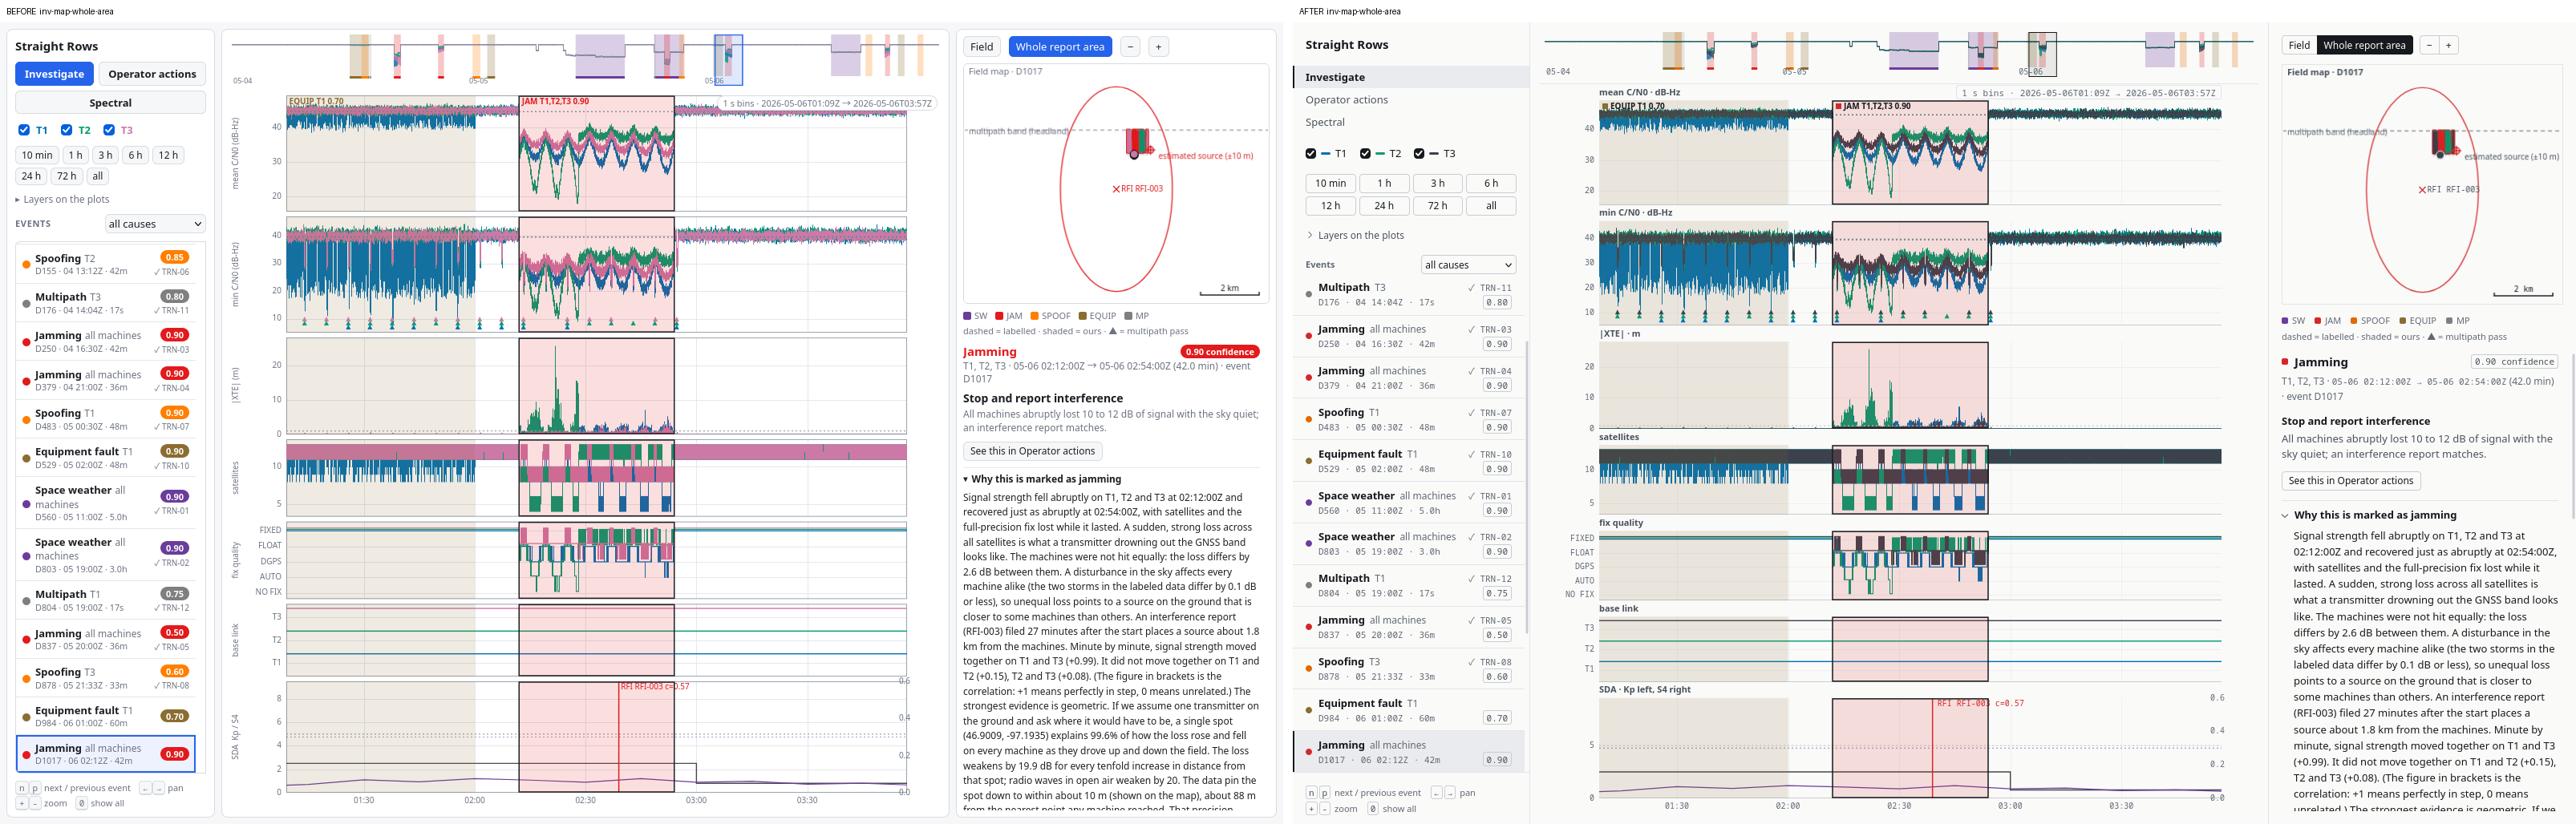 BEFORE inv-map-whole-area
Straight Rows
Investigate
Operator actions
Spectral
T1 T2 T3
10 min 1 h 3 h 6 h 12 h
24 h 72 h all
▸ Layers on the plots
EVENTS all causes
Spoofing T2 0.85
D155 · 04 13:12Z · 42m ✓ TRN-06
Multipath T3 0.80
D176 · 04 14:04Z · 17s ✓ TRN-11
Jamming all machines 0.90
D250 · 04 16:30Z · 42m ✓ TRN-03
Jamming all machines 0.90
D379 · 04 21:00Z · 36m ✓ TRN-04
Spoofing T1 0.90
D483 · 05 00:30Z · 48m ✓ TRN-07
Equipment fault T1 0.90
D529 · 05 02:00Z · 48m ✓ TRN-10
Space weather all
machines 0.90
D560 · 05 11:00Z · 5.0h ✓ TRN-01
Space weather all
machines 0.90
D803 · 05 19:00Z · 3.0h ✓ TRN-02
Multipath T1 0.75
D804 · 05 19:00Z · 17s ✓ TRN-12
Jamming all machines 0.50
D837 · 05 20:00Z · 36m ✓ TRN-05
Spoofing T3 0.60
D878 · 05 21:33Z · 33m ✓ TRN-08
Equipment fault T1 0.70
D984 · 06 01:00Z · 60m
Jamming all machines 0.90
D1017 · 06 02:12Z · 42m
n p next / previous event ← → pan
+ - zoom 0 show all
05-04 05-05 05-06
EQUIP T1 0.70
JAM T1,T2,T3 0.90
1 s bins · 2026-05-06T01:09Z → 2026-05-06T03:57Z
mean C/N0 (dB-Hz)
40
30
20
min C/N0 (dB-Hz)
40
30
20
10
|XTE| (m)
20
10
0
satellites
10
5
fix quality
FIXED
FLOAT
DGPS
AUTO
NO FIX
base link
T3
T2
T1
SDA Kp / S4
RFI RFI-003 c=0.57
8
6
4
2
0
0.6
0.4
0.2
0.0
01:30 02:00 02:30 03:00 03:30
Field Whole report area − +
Field map · D1017
multipath band (headland)
estimated source (±10 m)
RFI RFI-003
2 km
SW JAM SPOOF EQUIP MP
dashed = labelled · shaded = ours · ▲ = multipath pass
Jamming 0.90 confidence
T1, T2, T3 · 05-06 02:12:00Z → 05-06 02:54:00Z (42.0 min) · event
D1017
Stop and report interference
All machines abruptly lost 10 to 12 dB of signal with the sky quiet;
an interference report matches.
See this in Operator actions
▾ Why this is marked as jamming
Signal strength fell abruptly on T1, T2 and T3 at 02:12:00Z and
recovered just as abruptly at 02:54:00Z, with satellites and the
full-precision fix lost while it lasted. A sudden, strong loss across
all satellites is what a transmitter drowning out the GNSS band
looks like. The machines were not hit equally: the loss differs by
2.6 dB between them. A disturbance in the sky affects every
machine alike (the two storms in the labeled data differ by 0.1 dB
or less), so unequal loss points to a source on the ground that is
closer to some machines than others. An interference report
(RFI-003) filed 27 minutes after the start places a source about 1.8
km from the machines. Minute by minute, signal strength moved
together on T1 and T3 (+0.99). It did not move together on T1 and
T2 (+0.15), T2 and T3 (+0.08). (The figure in brackets is the
correlation: +1 means perfectly in step, 0 means unrelated.) The
strongest evidence is geometric. If we assume one transmitter on
the ground and ask where it would have to be, a single spot
(46.9009, -97.1935) explains 99.6% of how the loss rose and fell
on every machine as they drove up and down the field. The loss
weakens by 19.9 dB for every tenfold increase in distance from
that spot; radio waves in open air weaken by 20. The data pin the
spot down to within about 10 m (shown on the map), about 88 m
from the nearest point any machine reached. That precision
AFTER inv-map-whole-area
Straight Rows
Investigate
Operator actions
Spectral
T1 T2 T3
10 min 1 h 3 h 6 h
12 h 24 h 72 h all
Layers on the plots
Events all causes
Multipath T3 ✓ TRN-11
D176 · 04 14:04Z · 17s 0.80
Jamming all machines ✓ TRN-03
D250 · 04 16:30Z · 42m 0.90
Jamming all machines ✓ TRN-04
D379 · 04 21:00Z · 36m 0.90
Spoofing T1 ✓ TRN-07
D483 · 05 00:30Z · 48m 0.90
Equipment fault T1 ✓ TRN-10
D529 · 05 02:00Z · 48m 0.90
Space weather all machines ✓ TRN-01
D560 · 05 11:00Z · 5.0h 0.90
Space weather all machines ✓ TRN-02
D803 · 05 19:00Z · 3.0h 0.90
Multipath T1 ✓ TRN-12
D804 · 05 19:00Z · 17s 0.75
Jamming all machines ✓ TRN-05
D837 · 05 20:00Z · 36m 0.50
Spoofing T3 ✓ TRN-08
D878 · 05 21:33Z · 33m 0.60
Equipment fault T1
D984 · 06 01:00Z · 60m 0.70
Jamming all machines
D1017 · 06 02:12Z · 42m 0.90
n p next / previous event ← → pan
+ - zoom 0 show all
05-04 05-05 05-06
mean C/N0 · dB-Hz
1 s bins · 2026-05-06T01:09Z → 2026-05-06T03:57Z
EQUIP T1 0.70
JAM T1,T2,T3 0.90
40
30
20
min C/N0 · dB-Hz
40
30
20
10
|XTE| · m
20
10
0
satellites
10
5
fix quality
FIXED
FLOAT
DGPS
AUTO
NO FIX
base link
T3
T2
T1
SDA · Kp left, S4 right
RFI RFI-003 c=0.57
5
0
0.6
0.4
0.2
0.0
01:30 02:00 02:30 03:00 03:30
Field Whole report area − +
Field map · D1017
multipath band (headland)
estimated source (±10 m)
RFI RFI-003
2 km
SW JAM SPOOF EQUIP MP
dashed = labelled · shaded = ours · ▲ = multipath pass
Jamming 0.90 confidence
T1, T2, T3 · 05-06 02:12:00Z → 05-06 02:54:00Z (42.0 min)
· event D1017
Stop and report interference
All machines abruptly lost 10 to 12 dB of signal with the
sky quiet; an interference report matches.
See this in Operator actions
Why this is marked as jamming
Signal strength fell abruptly on T1, T2 and T3 at
02:12:00Z and recovered just as abruptly at 02:54:00Z,
with satellites and the full-precision fix lost while it
lasted. A sudden, strong loss across all satellites is
what a transmitter drowning out the GNSS band looks
like. The machines were not hit equally: the loss
differs by 2.6 dB between them. A disturbance in the
sky affects every machine alike (the two storms in the
labeled data differ by 0.1 dB or less), so unequal loss
points to a source on the ground that is closer to
some machines than others. An interference report
(RFI-003) filed 27 minutes after the start places a
source about 1.8 km from the machines. Minute by
minute, signal strength moved together on T1 and T3
(+0.99). It did not move together on T1 and T2 (+0.15),
T2 and T3 (+0.08). (The figure in brackets is the
correlation: +1 means perfectly in step, 0 means
unrelated.) The strongest evidence is geometric. If we